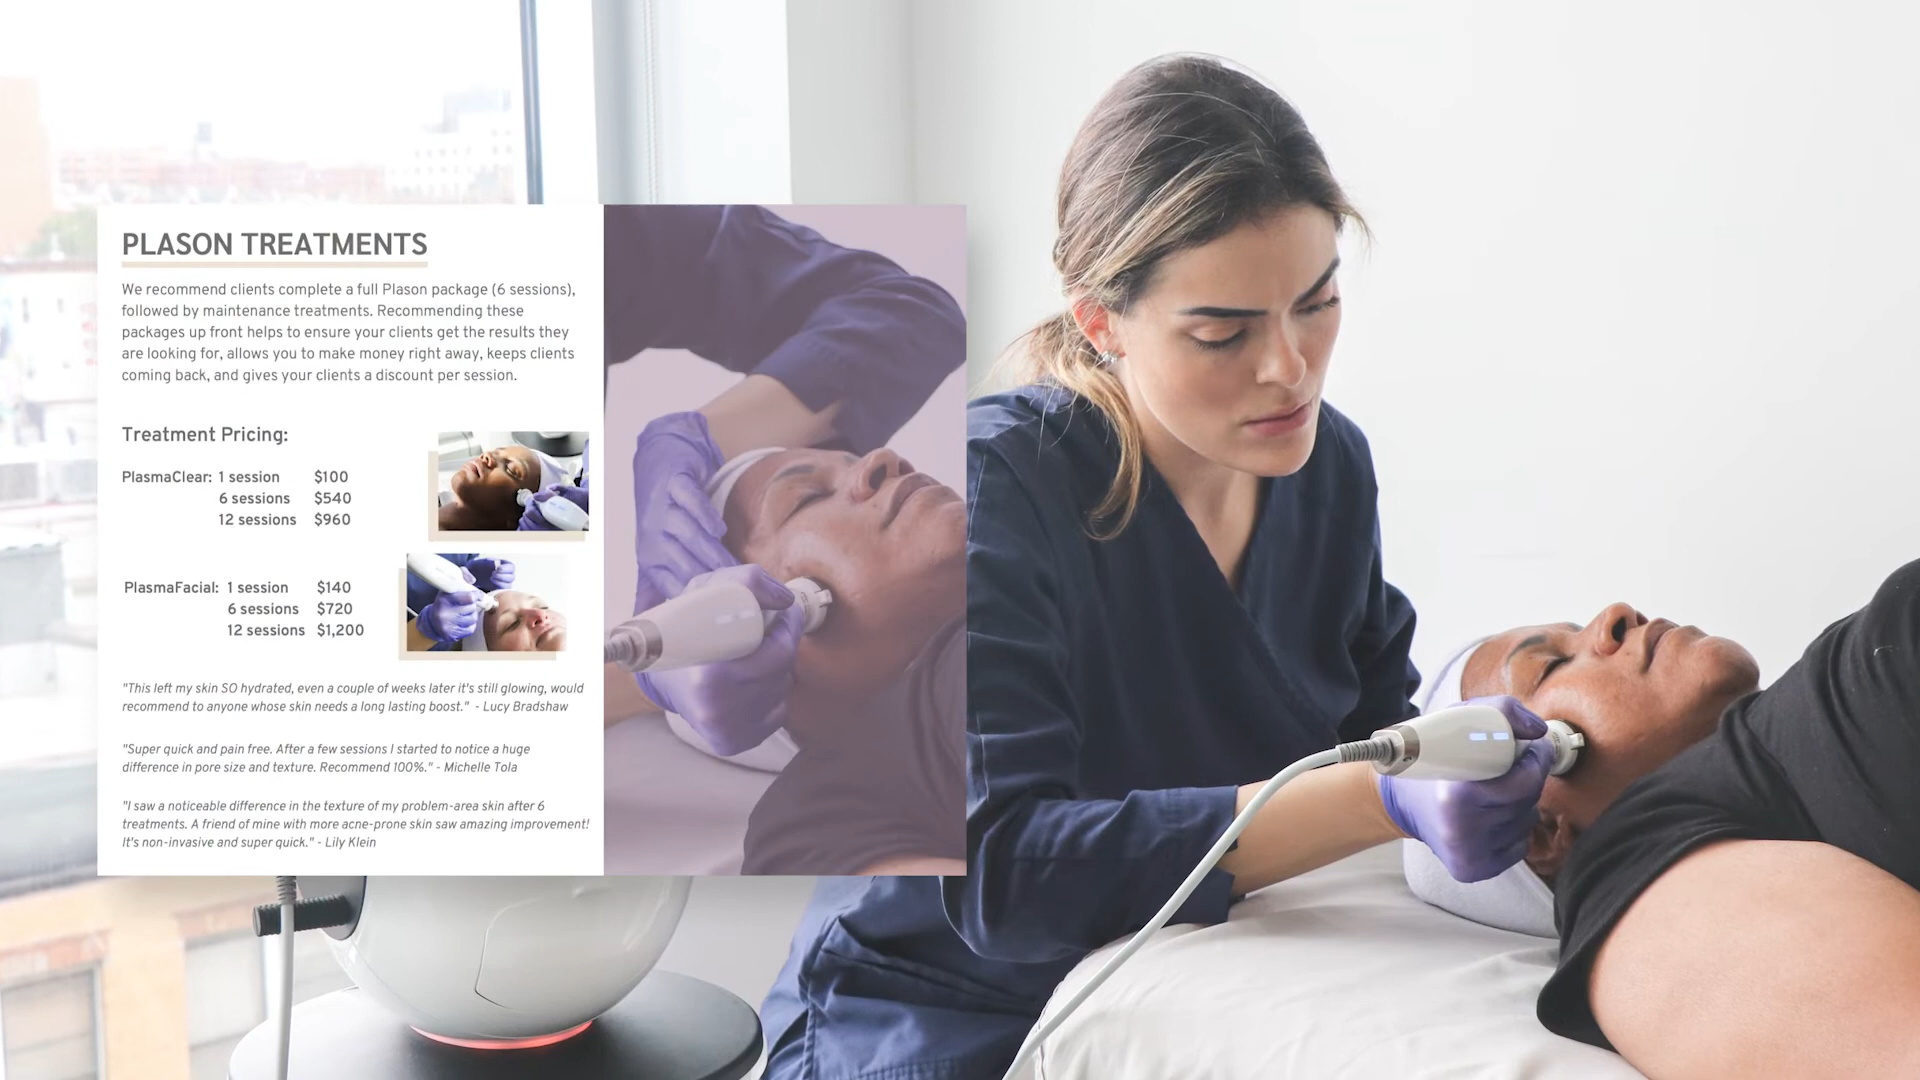 PLASON TREATMENTS
We recommend clients complete a full Plason package (6 sessions),
followed by maintenance treatments. Recommending these
packages up front helps to ensure your clients get the results they
are looking for, allows you to make money right away, keeps clients
coming back, and gives your clients a discount per session.
Treatment Pricing:
PlasmaClear: 1 session $100
6 sessions $540
12 sessions $960
PlasmaFacial: 1 session $140
6 sessions $720
12 sessions $1,200
"This left my skin SO hydrated, even a couple of weeks later it's still glowing, would
recommend to anyone whose skin needs a long lasting boost." - Lucy Bradshaw
"Super quick and pain free. After a few sessions I started to notice a huge
difference in pore size and texture. Recommend 100%." - Michelle Tola
"I saw a noticeable difference in the texture of my problem-area skin after 6
treatments. A friend of mine with more acne-prone skin saw amazing improvement!
It's non-invasive and super quick." - Lily Klein